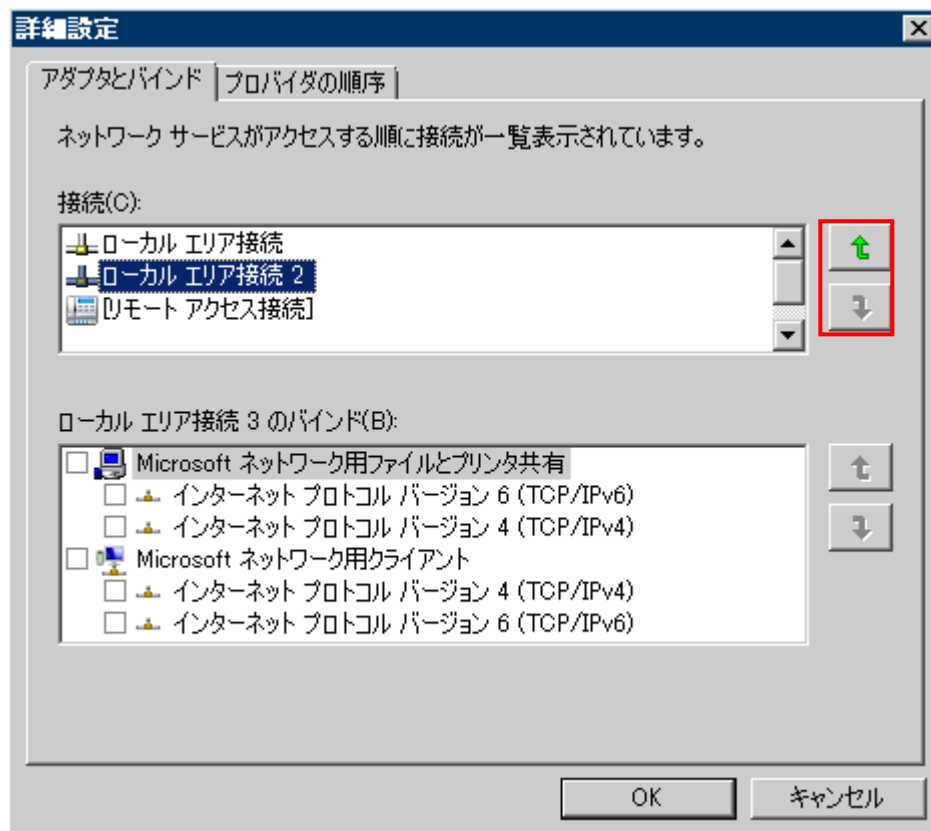 詳細設定
アダプタとバインド
プロバイダの順序
ネットワーク サービスがアクセスする順に接続が一覧表示されています。
接続(C):
ローカル エリア接続
ローカル エリア接続 2
[リモート アクセス接続]
ローカル エリア接続 3 のバインド(B):
Microsoft ネットワーク用ファイルとプリンタ共有
インターネット プロトコル バージョン 6 (TCP/IPv6)
インターネット プロトコル バージョン 4 (TCP/IPv4)
Microsoft ネットワーク用クライアント
インターネット プロトコル バージョン 4 (TCP/IPv4)
インターネット プロトコル バージョン 6 (TCP/IPv6)
OK
キャンセル